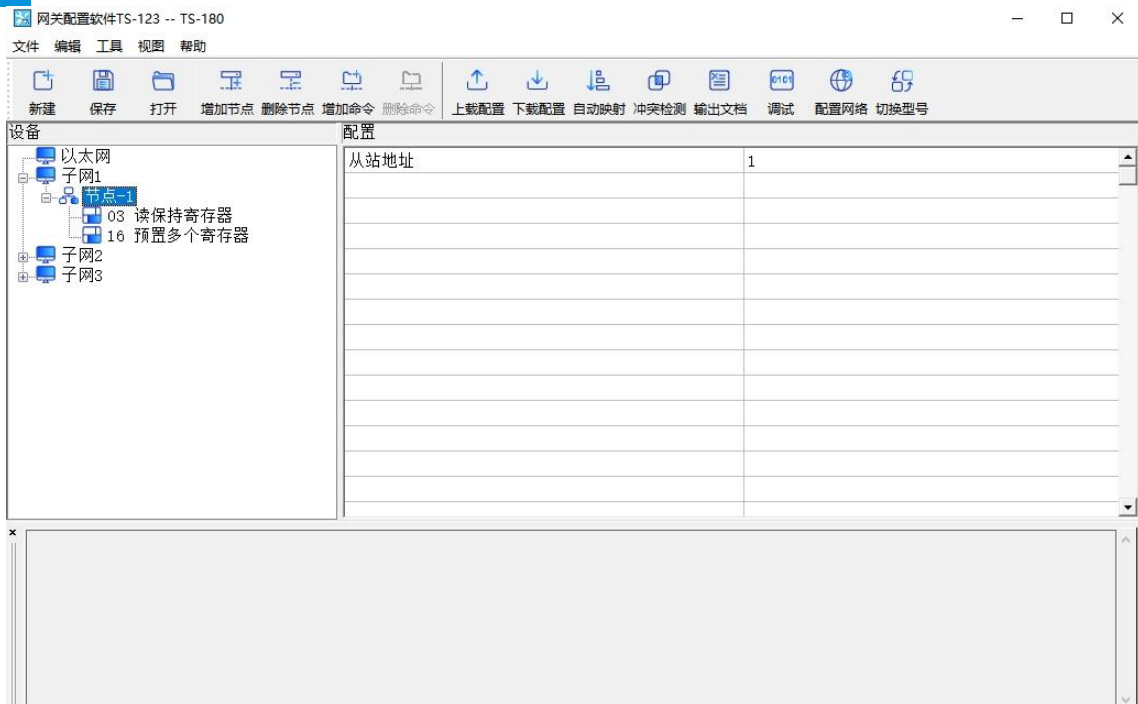 网关配置软件TS-123 -- TS-180
文件 编辑 工具 视图 帮助
0101
新建 保存 打开 增加节点 删除节点 增加命令 删除命令 上载配置 下载配置 自动映射 冲突检测 输出文档 调试 配置网络 切换型号
设备 配置
以太网
从站地址 1
子网1
节点-1
03 读保持寄存器
16 预置多个寄存器
子网2
子网3